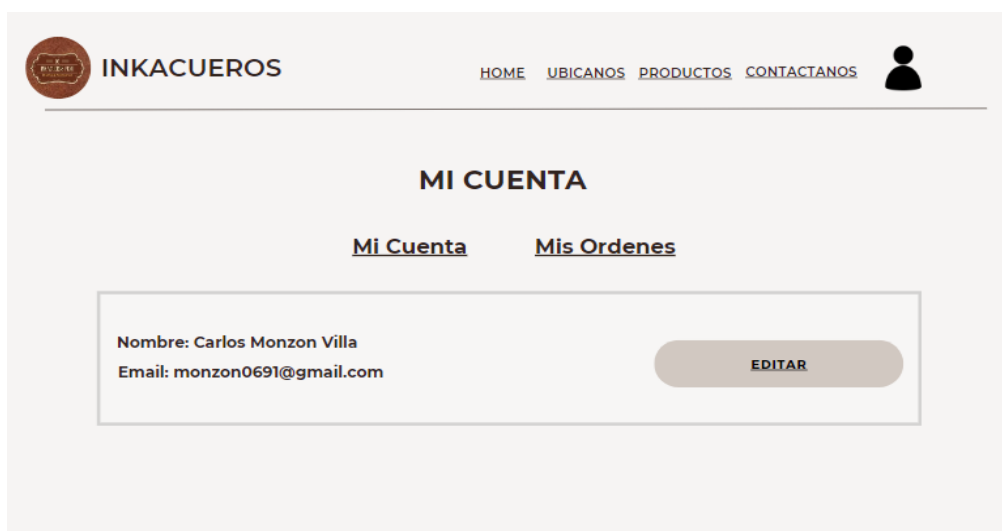 INKACUEROS
HOME UBICANOS PRODUCTOS CONTACTANOS
MI CUENTA
Mi Cuenta Mis Ordenes
Nombre: Carlos Monzon Villa
Email: monzon0691@gmail.com
EDITAR